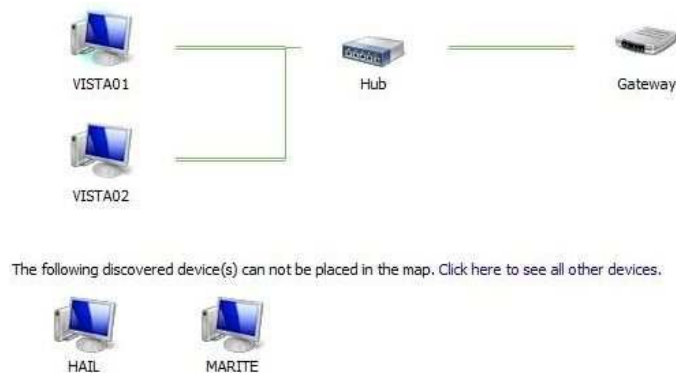 VISTA01
Hub
Gateway
VISTA02
The following discovered device(s) can not be placed in the map. Click here to see all other devices.
HAIL
MARITE